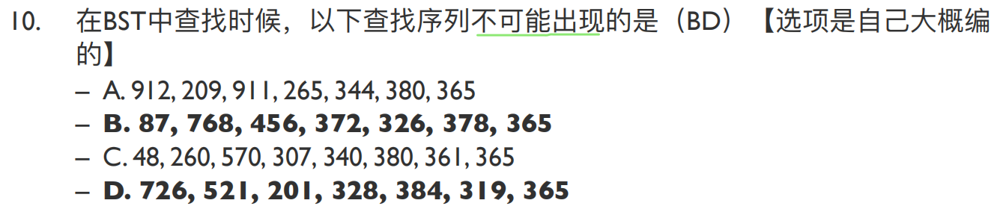 10. 在BST中查找时候，以下查找序列不可能出现的是（BD）【选项是自己大概编
的】
– A. 912, 209, 911, 265, 344, 380, 365
– B. 87, 768, 456, 372, 326, 378, 365
– C. 48, 260, 570, 307, 340, 380, 361, 365
– D. 726, 521, 201, 328, 384, 319, 365